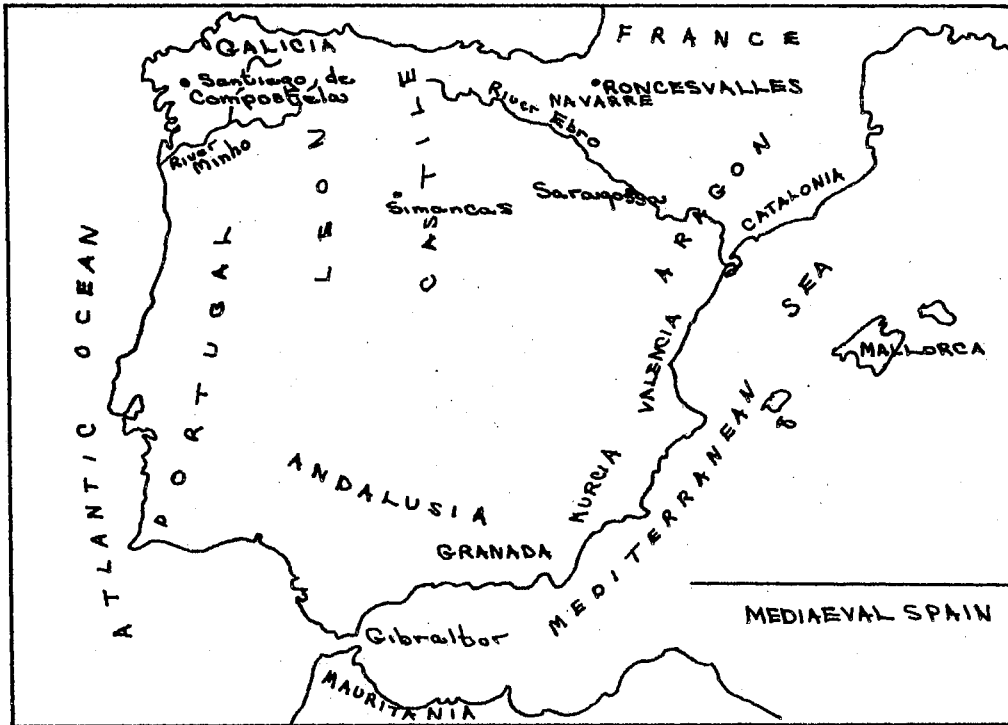 FRANCE
GALICIA
Santiago de
Compostela
River
Minho
LEON
CASTILE
River
Ebro
NAVARRE
RONCESVALLES
Simancas
Saragossa
ARAGON
CATALONIA
ATLANTIC OCEAN
PORTUGAL
VALENCIA
MALLORCA
MEDITERRANEAN SEA
ANDALUSIA
MURCIA
GRANADA
Gibraltor
MAURITANIA
MEDIAEVAL SPAIN